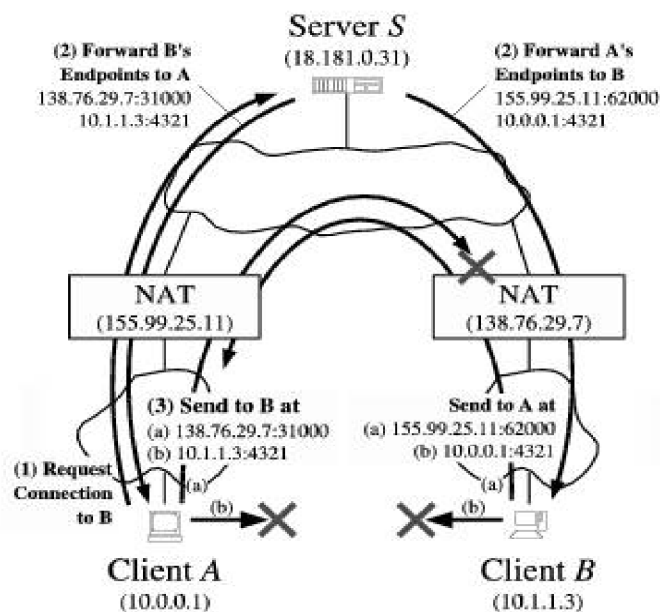 Server S
(18.181.0.31)
(2) Forward B's
Endpoints to A
138.76.29.7:31000
10.1.1.3:4321
(2) Forward A's
Endpoints to B
155.99.25.11:62000
10.0.0.1:4321
NAT
(155.99.25.11)
NAT
(138.76.29.7)
(3) Send to B at
(a) 138.76.29.7:31000
(b) 10.1.1.3:4321
Send to A at
(a) 155.99.25.11:62000
(b) 10.0.0.1:4321
(1) Request
Connection
to B
(a)
(b)
(a)
(b)
Client A
(10.0.0.1)
Client B
(10.1.1.3)